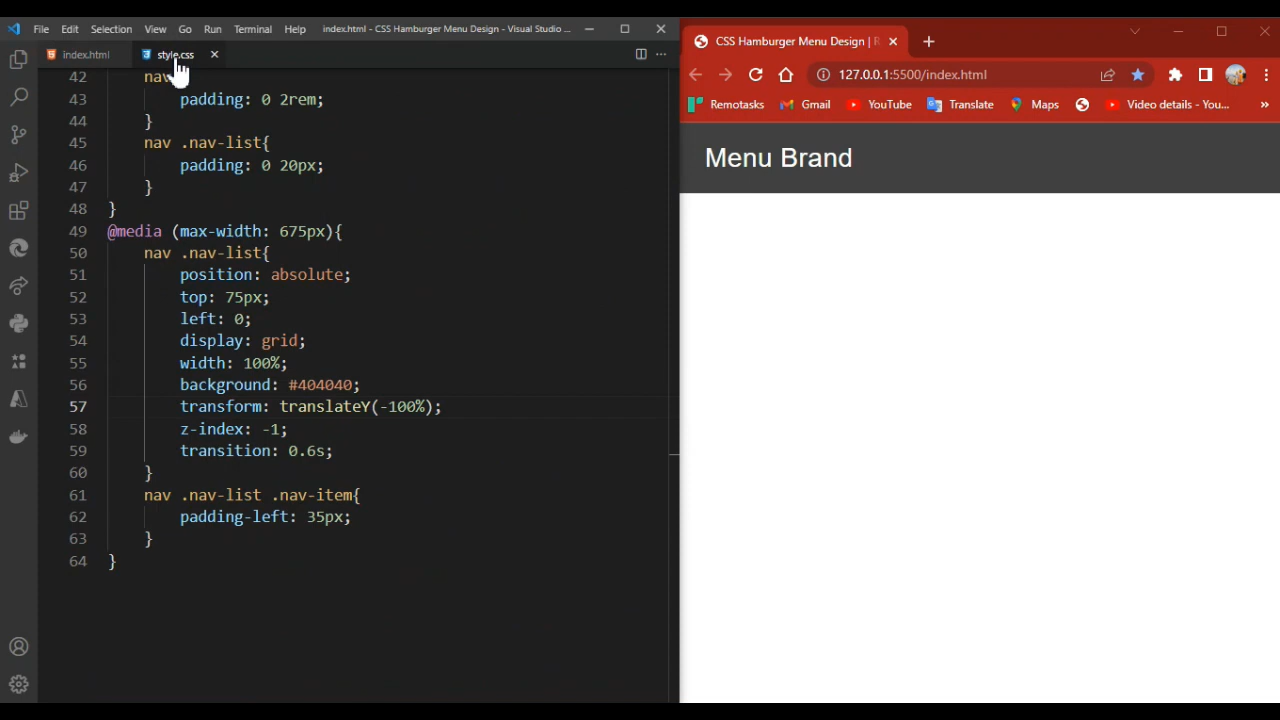 File Edit Selection View Go Run Terminal Help index.html - CSS Hamburger Menu Design - Visual Studio ...
index.html style.css
42 nav
43 padding: 0 2rem;
44 }
45 nav .nav-list{
46 padding: 0 20px;
47 }
48 }
49 @media (max-width: 675px){
50 nav .nav-list{
51 position: absolute;
52 top: 75px;
53 left: 0;
54 display: grid;
55 width: 100%;
56 background: #404040;
57 transform: translateY(-100%);
58 z-index: -1;
59 transition: 0.6s;
60 }
61 nav .nav-list .nav-item{
62 padding-left: 35px;
63 }
64 }
CSS Hamburger Menu Design | R
127.0.0.1:5500/index.html
Remotasks Gmail YouTube Translate Maps Video details - You... »
Menu Brand